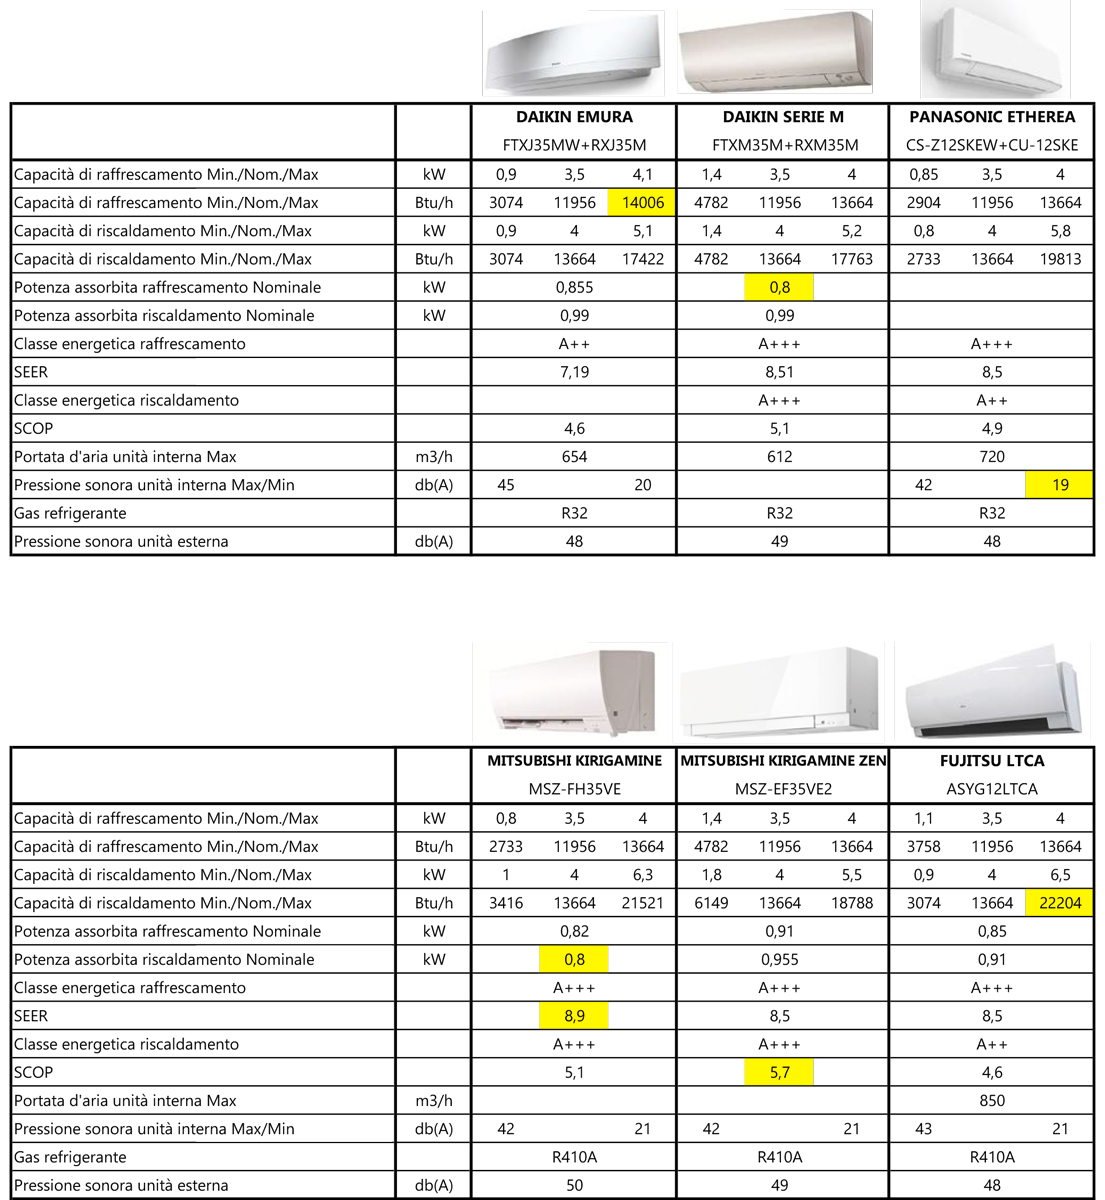 DAIKIN EMURA DAIKIN SERIE M PANASONIC ETHEREA
FTXJ35MW+RXJ35M FTXM35M+RXM35M CS-Z12SKEW+CU-12SKE
Capacità di raffrescamento Min./Nom./Max kW 0,9 3,5 4,1 1,4 3,5 4 0,85 3,5 4
Capacità di raffrescamento Min./Nom./Max Btu/h 3074 11956 14006 4782 11956 13664 2904 11956 13664
Capacità di riscaldamento Min./Nom./Max kW 0,9 4 5,1 1,4 4 5,2 0,8 4 5,8
Capacità di riscaldamento Min./Nom./Max Btu/h 3074 13664 17422 4782 13664 17763 2733 13664 19813
Potenza assorbita raffrescamento Nominale kW 0,855 0,8
Potenza assorbita riscaldamento Nominale kW 0,99 0,99
Classe energetica raffrescamento A++ A+++ A+++
SEER 7,19 8,51 8,5
Classe energetica riscaldamento A+++ A++
SCOP 4,6 5,1 4,9
Portata d'aria unità interna Max m3/h 654 612 720
Pressione sonora unità interna Max/Min db(A) 45 20 42 19
Gas refrigerante R32 R32 R32
Pressione sonora unità esterna db(A) 48 49 48
MITSUBISHI KIRIGAMINE MITSUBISHI KIRIGAMINE ZEN FUJITSU LTCA
MSZ-FH35VE MSZ-EF35VE2 ASYG12LTCA
Capacità di raffrescamento Min./Nom./Max kW 0,8 3,5 4 1,4 3,5 4 1,1 3,5 4
Capacità di raffrescamento Min./Nom./Max Btu/h 2733 11956 13664 4782 11956 13664 3758 11956 13664
Capacità di riscaldamento Min./Nom./Max kW 1 4 6,3 1,8 4 5,5 0,9 4 6,5
Capacità di riscaldamento Min./Nom./Max Btu/h 3416 13664 21521 6149 13664 18788 3074 13664 22204
Potenza assorbita raffrescamento Nominale kW 0,82 0,91 0,85
Potenza assorbita riscaldamento Nominale kW 0,8 0,955 0,91
Classe energetica raffrescamento A+++ A+++ A+++
SEER 8,9 8,5 8,5
Classe energetica riscaldamento A+++ A+++ A++
SCOP 5,1 5,7 4,6
Portata d'aria unità interna Max m3/h 850
Pressione sonora unità interna Max/Min db(A) 42 21 42 21 43 21
Gas refrigerante R410A R410A R410A
Pressione sonora unità esterna db(A) 50 49 48